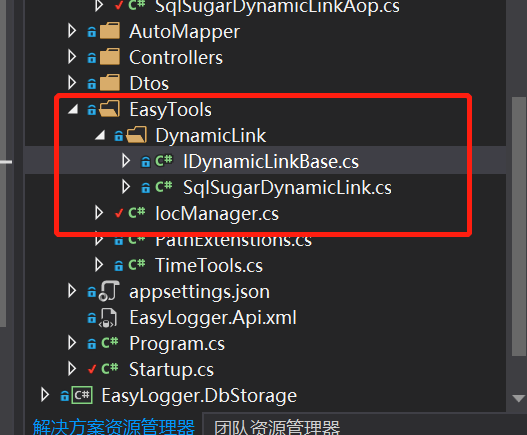 SqlSugarDynamicLinkAop.cs
AutoMapper
Controllers
Dtos
EasyTools
DynamicLink
C# IDynamicLinkBase.cs
C# SqlSugarDynamicLink.cs
C# IocManager.cs
C# PathExtenstions.cs
C# TimeTools.cs
appsettings.json
EasyLogger.Api.xml
C# Program.cs
C# Startup.cs
C# EasyLogger.DbStorage
解决方案资源管理器 团队资源管理器